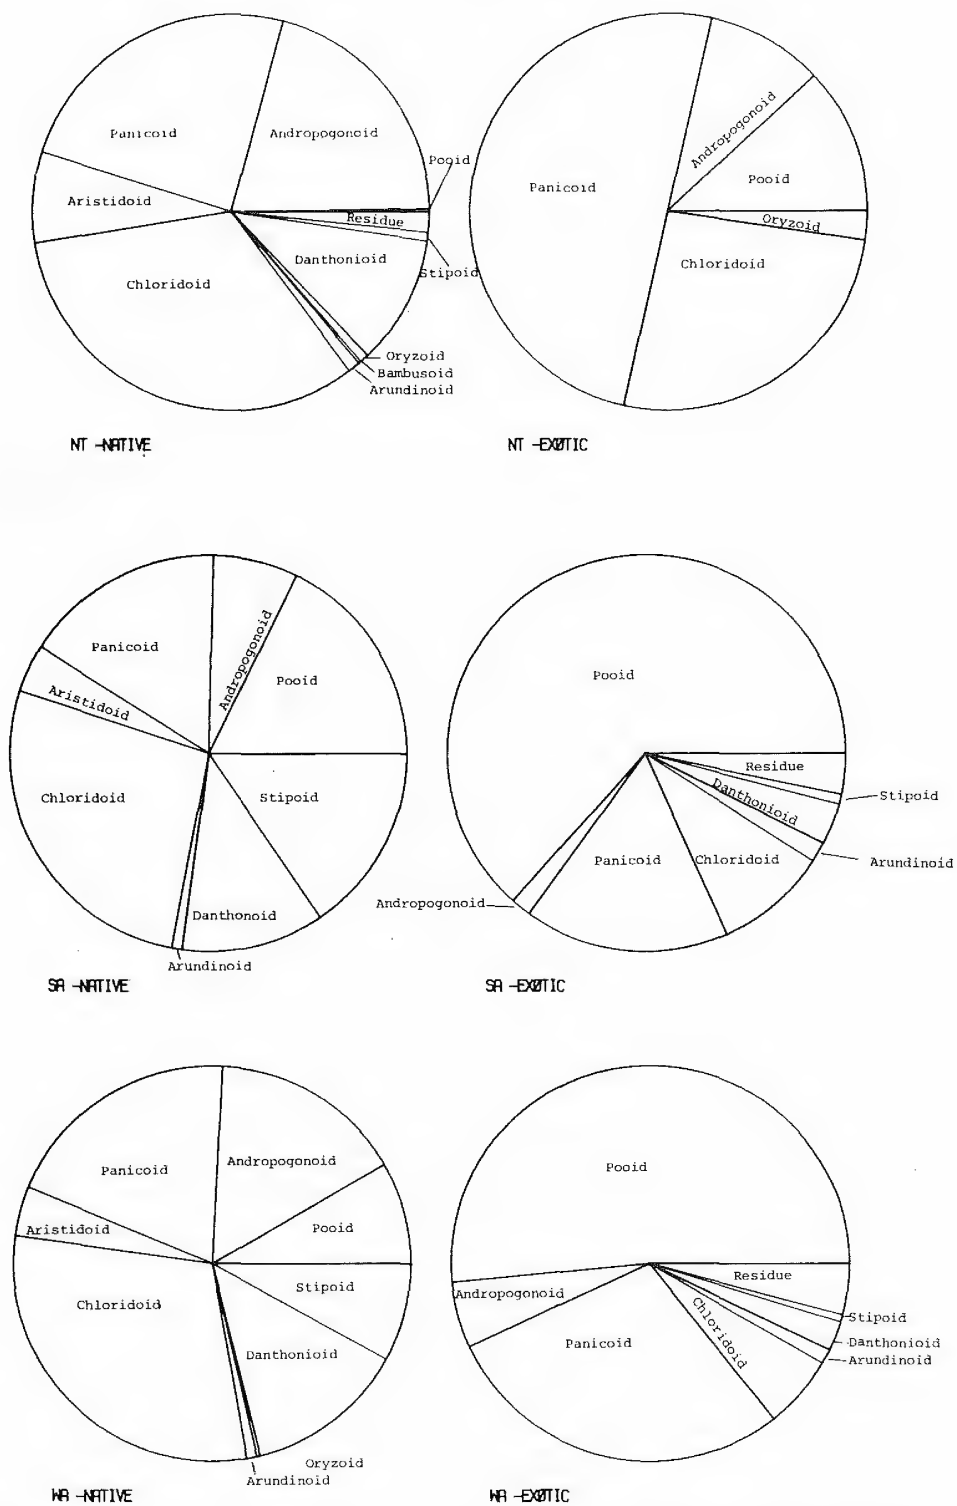 Panicoid
Andropogonoid
Pooid
Aristidoid
Residue
Danthonioid
Stipoid
Chloridoid
Oryzoid
Bambusoid
Arundinoid
NT -NATIVE
Andropogonoid
Panicoid
Pooid
Oryzoid
Chloridoid
NT -EXØTIC
Panicoid
Andropogonoid
Pooid
Aristidoid
Chloridoid
Stipoid
Danthonoid
Arundinoid
SA -NATIVE
Pooid
Residue
Stipoid
Danthonioid
Arundinoid
Panicoid
Chloridoid
Andropogonoid
SA -EXØTIC
Panicoid
Andropogonoid
Pooid
Aristidoid
Stipoid
Chloridoid
Danthonioid
Oryzoid
Arundinoid
WA -NATIVE
Pooid
Residue
Andropogonoid
Stipoid
Chloridoid
Danthonioid
Panicoid
Arundinoid
WA -EXØTIC